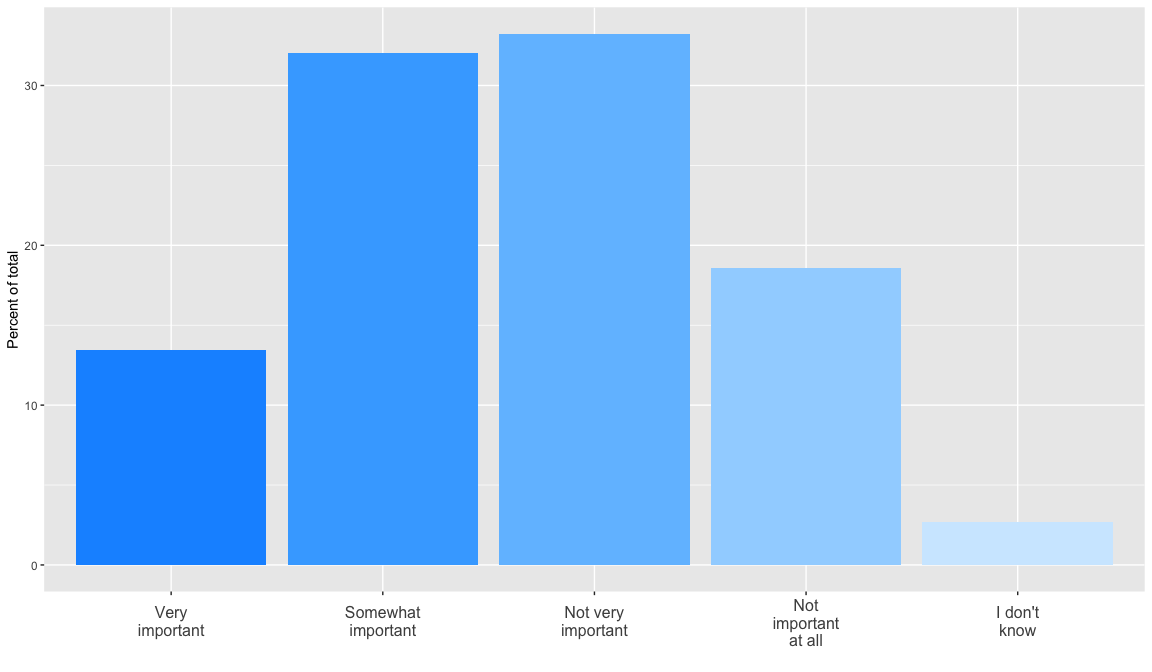 Percent of total
30
20
10
0
Very
important
Somewhat
important
Not very
important
Not
important
at all
I don't
know